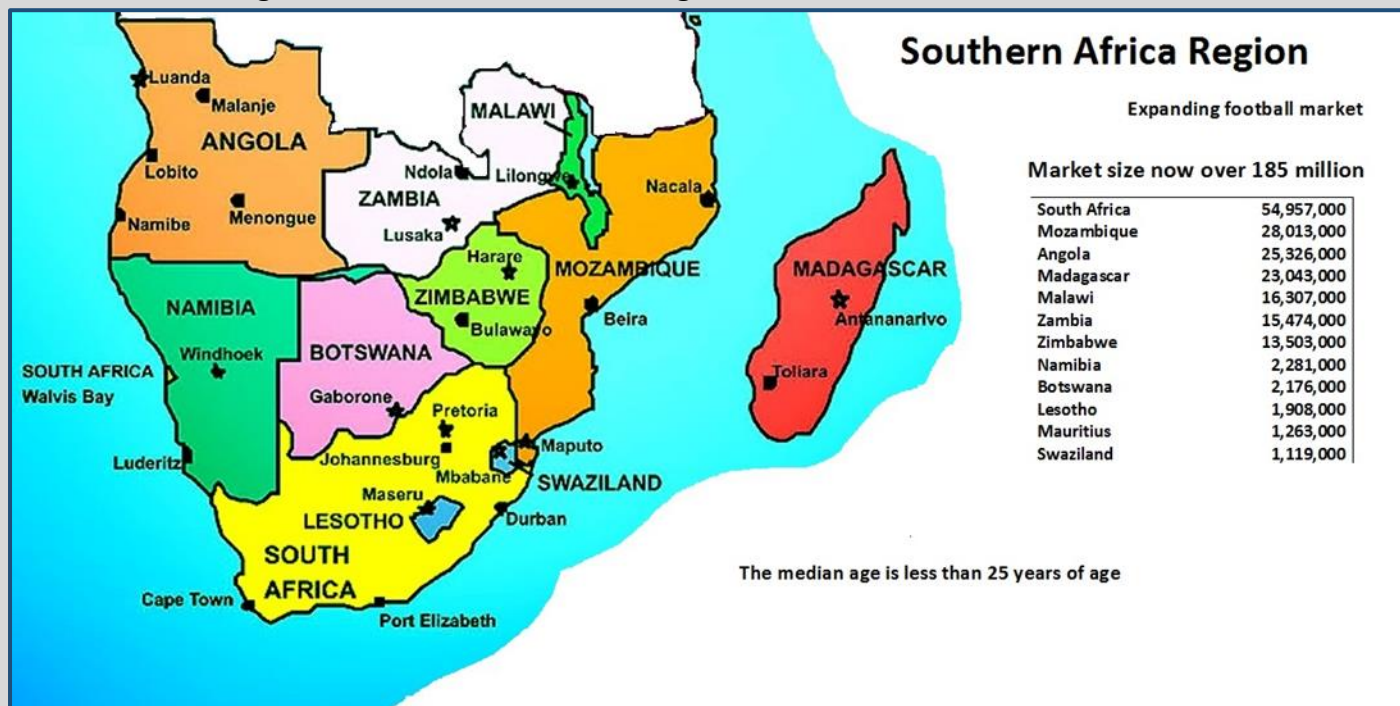 Southern Africa Region
Expanding football market
Market size now over 185 million
South Africa 54,957,000
Mozambique 28,013,000
Angola 25,326,000
Madagascar 23,043,000
Malawi 16,307,000
Zambia 15,474,000
Zimbabwe 13,503,000
Namibia 2,281,000
Botswana 2,176,000
Lesotho 1,908,000
Mauritius 1,263,000
Swaziland 1,119,000
The median age is less than 25 years of age
Luanda
Malanje
ANGOLA
Lobito
Menongue
Namibe
MALAWI
Ndola
Lilongwe
ZAMBIA
Lusaka
Nacala
Harare
MOZAMBIQUE
ZIMBABWE
Beira
Bulawayo
MADAGASCAR
Antananarivo
Toliara
NAMIBIA
Windhoek
BOTSWANA
SOUTH AFRICA
Walvis Bay
Gaborone
Pretoria
Luderitz
Johannesburg
Maputo
Mbabane
SWAZILAND
Maseru
LESOTHO
Durban
SOUTH
AFRICA
Cape Town
Port Elizabeth